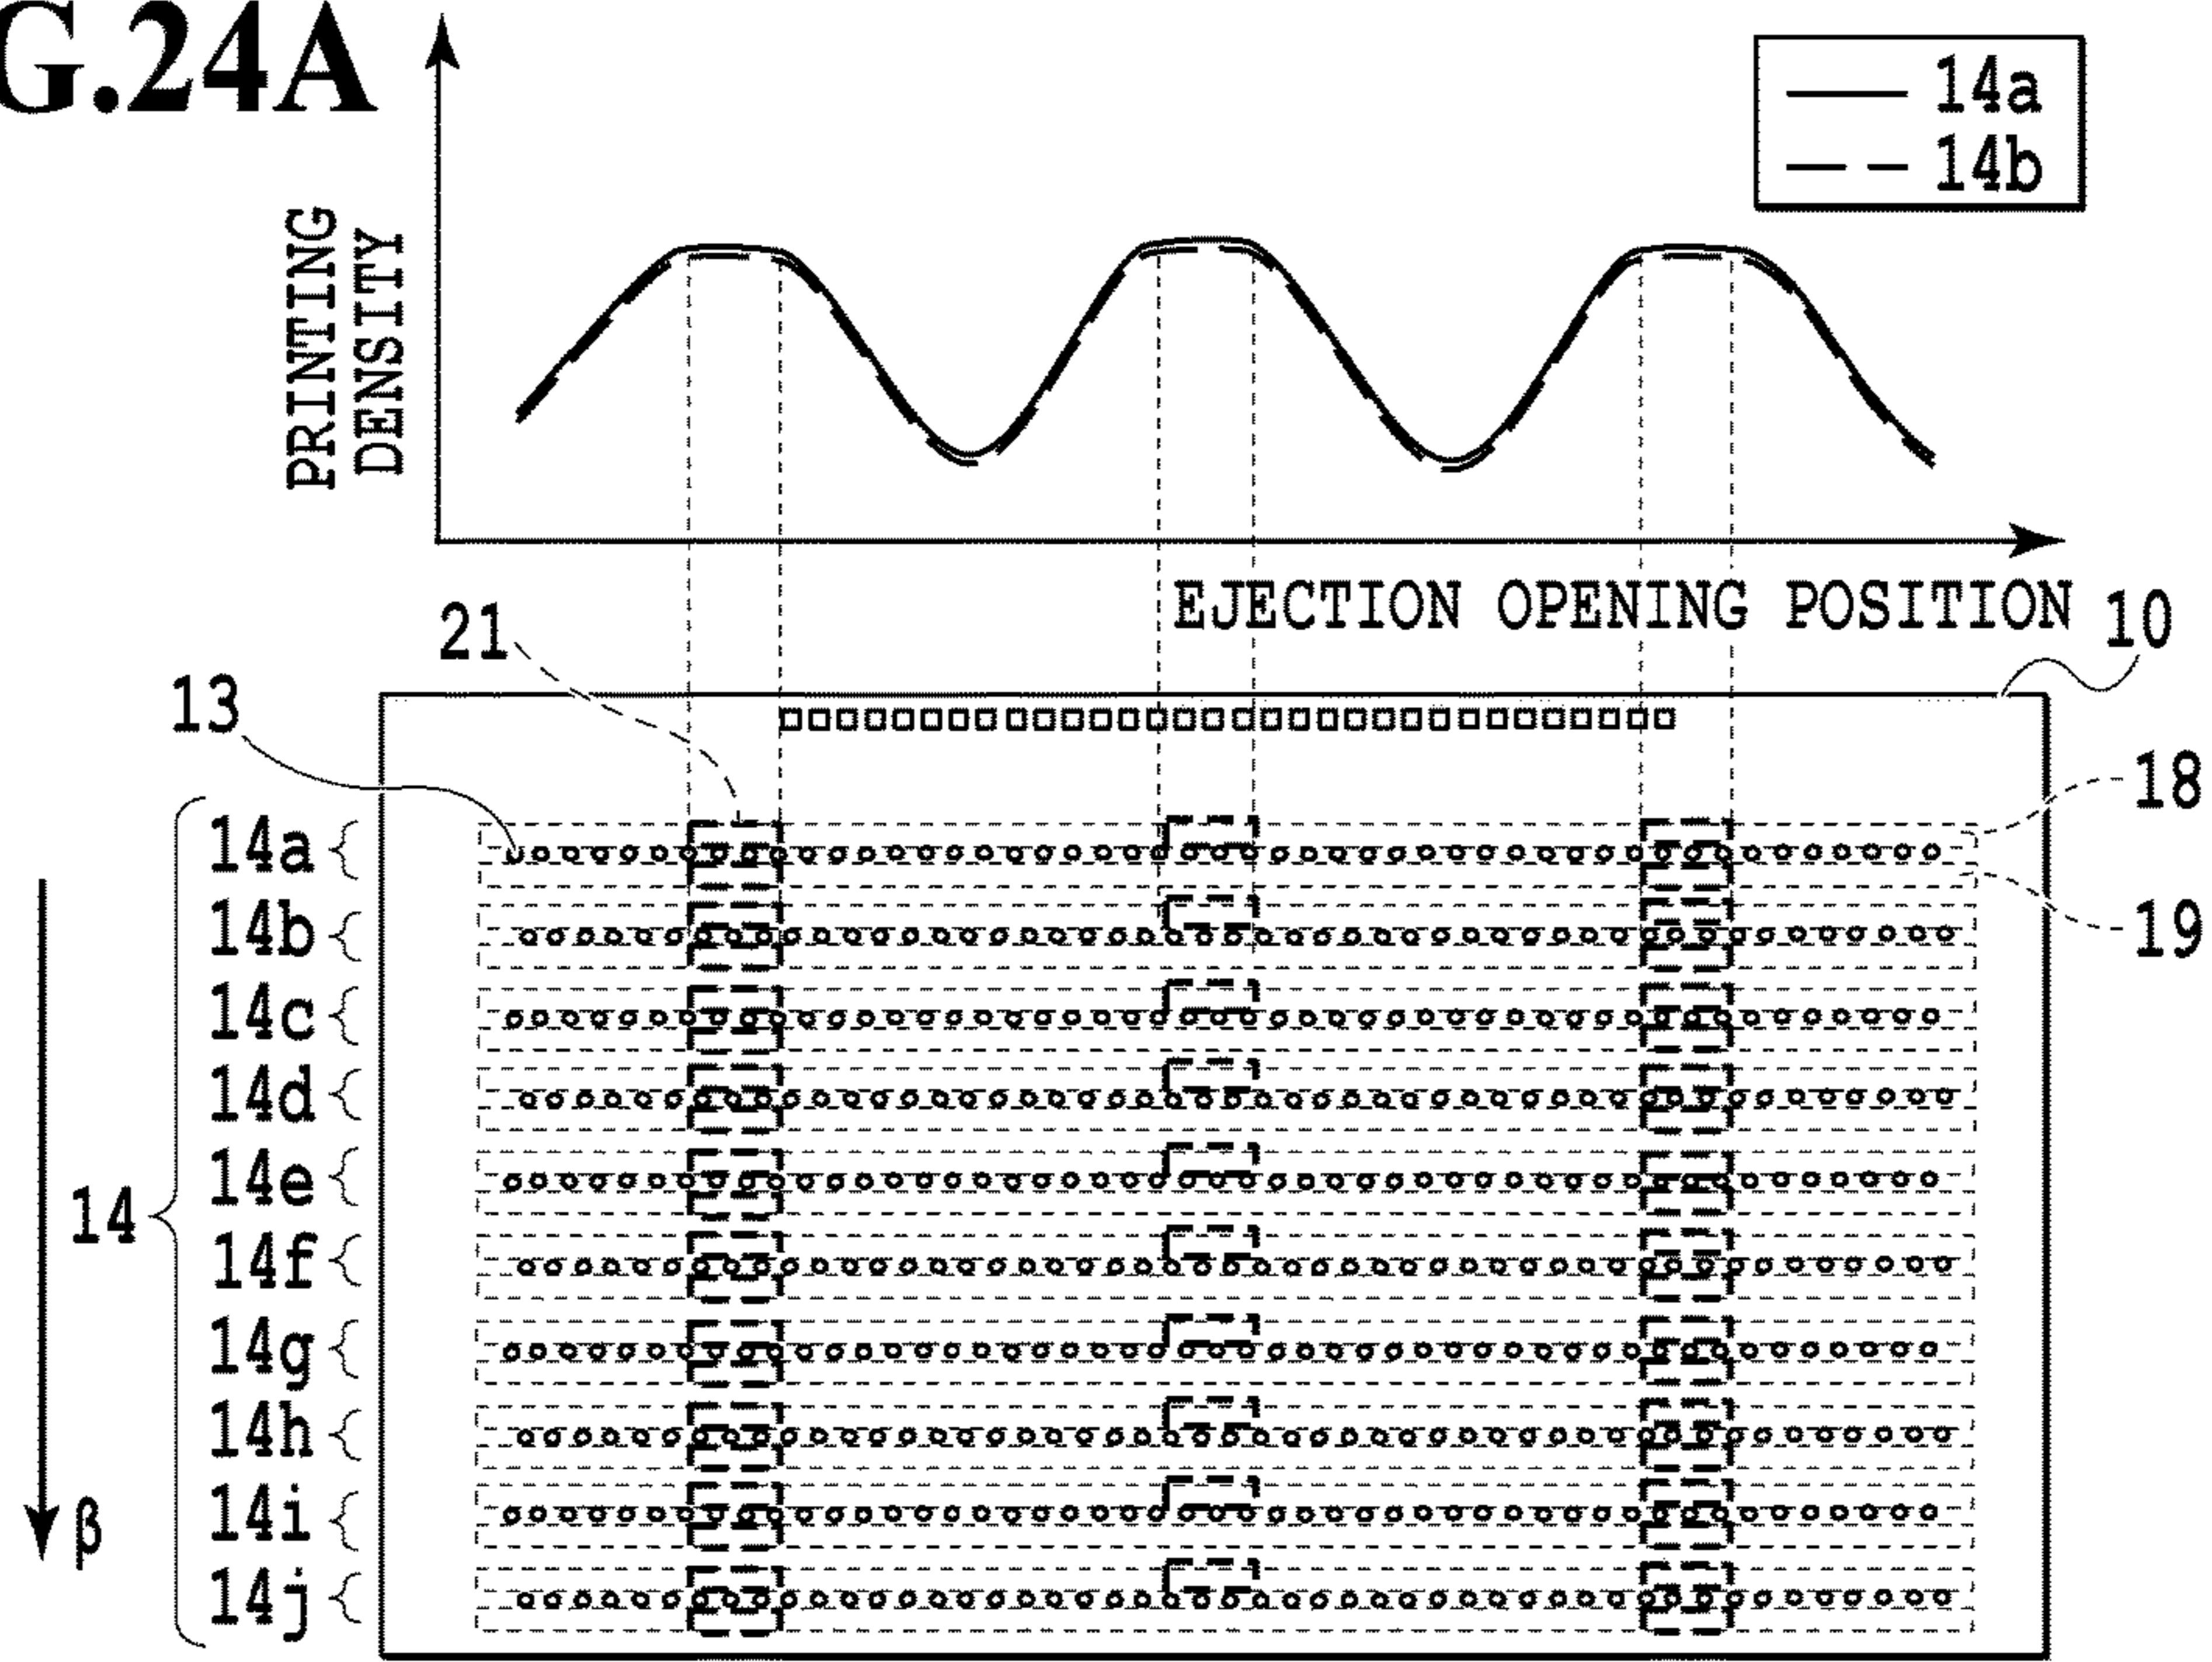 G.24A
14a
14b
PRINTING
DENSITY
EJECTION OPENING POSITION
10
21
13
18
19
14a
14b
14c
14d
14e
14f
14g
14h
14i
14j
14
β